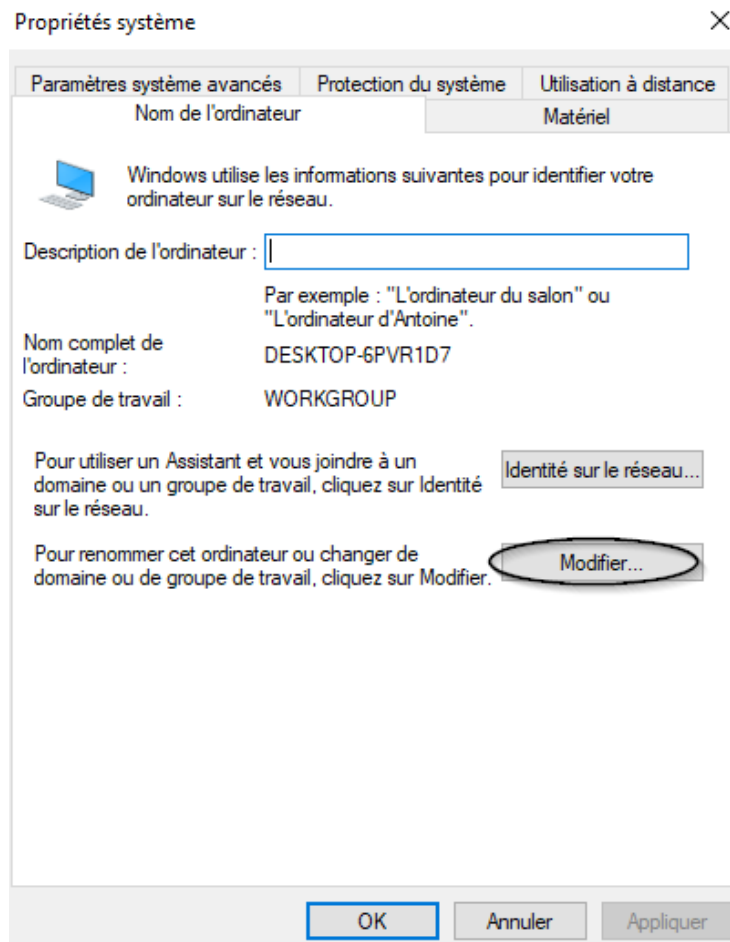 Propriétés système
Paramètres système avancés
Protection du système
Utilisation à distance
Nom de l'ordinateur
Matériel
Windows utilise les informations suivantes pour identifier votre
ordinateur sur le réseau.
Description de l'ordinateur :
Par exemple : "L'ordinateur du salon" ou
"L'ordinateur d'Antoine".
Nom complet de
l'ordinateur :
DESKTOP-6PVR1D7
Groupe de travail :
WORKGROUP
Pour utiliser un Assistant et vous joindre à un
domaine ou un groupe de travail, cliquez sur Identité
sur le réseau.
Identité sur le réseau...
Pour renommer cet ordinateur ou changer de
domaine ou de groupe de travail, cliquez sur Modifier.
Modifier...
OK
Annuler
Appliquer